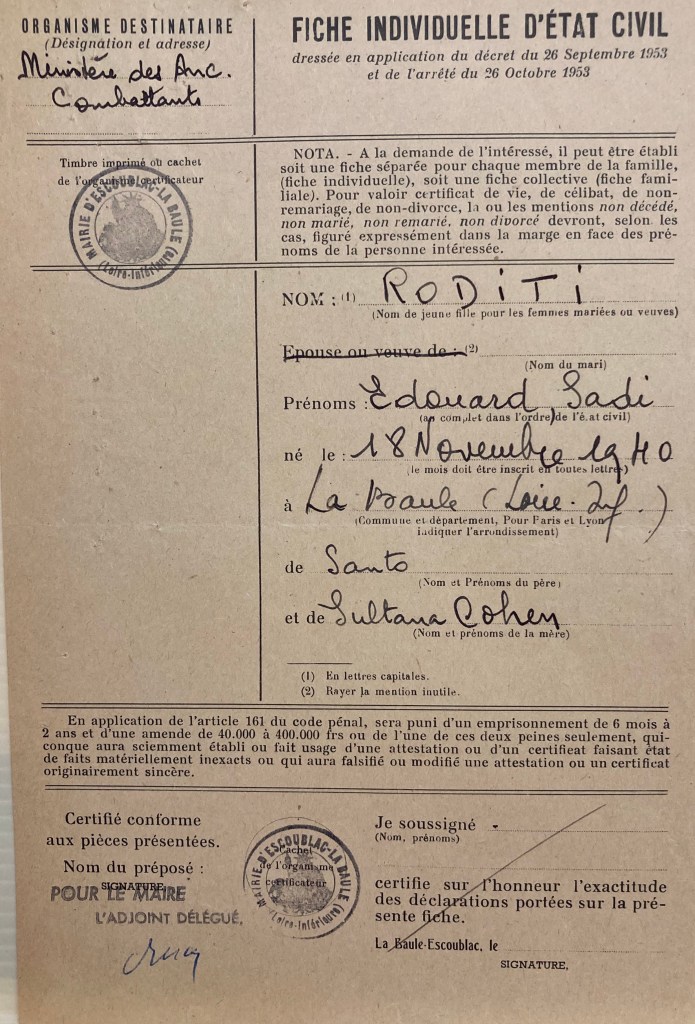 ORGANISME DESTINATAIRE
(Désignation et adresse)
Ministère des Anc.
Combattants
FICHE INDIVIDUELLE D'ÉTAT CIVIL
dressée en application du décret du 26 Septembre 1953
et de l'arrêté du 26 Octobre 1953
Timbre imprimé ou cachet
de l'organisme certificateur
MAIRIE D'ESCOUBLAC-LA BAULE
(Loire-Inférieure)
NOTA. - A la demande de l'intéressé, il peut être établi
soit une fiche séparée pour chaque membre de la famille,
(fiche individuelle), soit une fiche collective (fiche fami-
liale). Pour valoir certificat de vie, de célibat, de non-
remariage, de non-divorce, la ou les mentions non décédé,
non marié, non remarié, non divorcé devront, selon les
cas, figuré expressément dans la marge en face des pré-
noms de la personne intéressée.
NOM : (1) RODITI
(Nom de jeune fille pour les femmes mariées ou veuves)
Epouse ou veuve de : (2)
(Nom du mari)
Prénoms : Edouard, Sadi
(au complet dans l'ordre de l'é.at civil)
né le : 18 Novembre 1940
(le mois doit être inscrit en toutes lettres)
à La Baule (Loire-Inf.)
(Commune et département, Pour Paris et Lyon
indiquer l'arrondissement)
de Santo
(Nom et Prénoms du père)
et de Sultana Cohen
(Nom et prénoms de la mère)
(1) En lettres capitales.
(2) Rayer la mention inutile.
En application de l'article 161 du code pénal, sera puni d'un emprisonnement de 6 mois à
2 ans et d'une amende de 40.000 à 400.000 frs ou de l'une de ces deux peines seulement, qui-
conque aura sciemment établi ou fait usage d'une attestation ou d'un certificat faisant état
de faits matériellement inexacts ou qui aura falsifié ou modifié une attestation ou un certificat
originairement sincère.
Certifié conforme
aux pièces présentées.
Nom du préposé :
SIGNATURE,
POUR LE MAIRE
L'ADJOINT DÉLÉGUÉ,
MAIRIE D'ESCOUBLAC-LA BAULE
(Loire-Inférieure)
Cachet
de l'organisme
certificateur
Je soussigné
(Nom, prénoms)
certifie sur l'honneur l'exactitude
des déclarations portées sur la pré-
sente fiche.
La Baule-Escoublac, le
SIGNATURE,